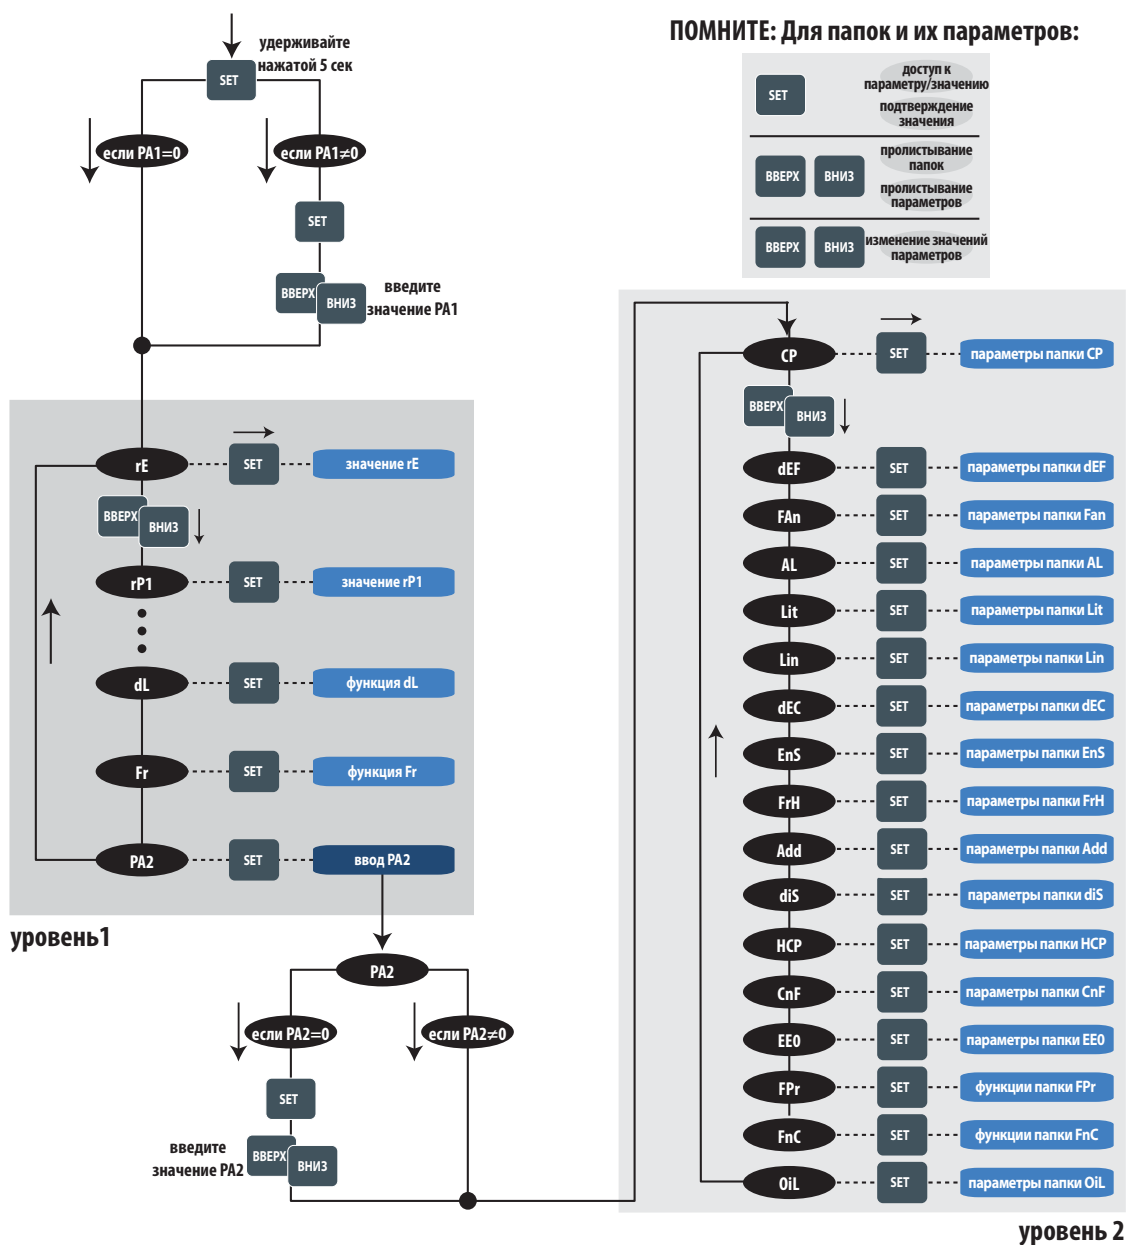 удерживайте
нажатой 5 сек
SET
если PA1=0
если PA1≠0
SET
ВВЕРХ
ВНИЗ
введите
значение PA1
rE
SET
значение rE
ВВЕРХ
ВНИЗ
rP1
SET
значение rP1
dL
SET
функция dL
Fr
SET
функция Fr
PA2
SET
ввод PA2
уровень1
PA2
если PA2=0
если PA2≠0
SET
введите
значение PA2
ВВЕРХ
ВНИЗ
ПОМНИТЕ: Для папок и их параметров:
SET
доступ к
параметру/значению
подтверждение
значения
ВВЕРХ
ВНИЗ
пролистывание
папок
пролистывание
параметров
ВВЕРХ
ВНИЗ
изменение значений
параметров
CP
SET
параметры папки CP
ВВЕРХ
ВНИЗ
dEF
SET
параметры папки dEF
FAn
SET
параметры папки Fan
AL
SET
параметры папки AL
Lit
SET
параметры папки Lit
Lin
SET
параметры папки Lin
dEC
SET
параметры папки dEC
EnS
SET
параметры папки EnS
FrH
SET
параметры папки FrH
Add
SET
параметры папки Add
diS
SET
параметры папки diS
HCP
SET
параметры папки HCP
CnF
SET
параметры папки CnF
EE0
SET
параметры папки EE0
FPr
SET
функции папки FPr
FnC
SET
функции папки FnC
OiL
SET
параметры папки OiL
уровень 2